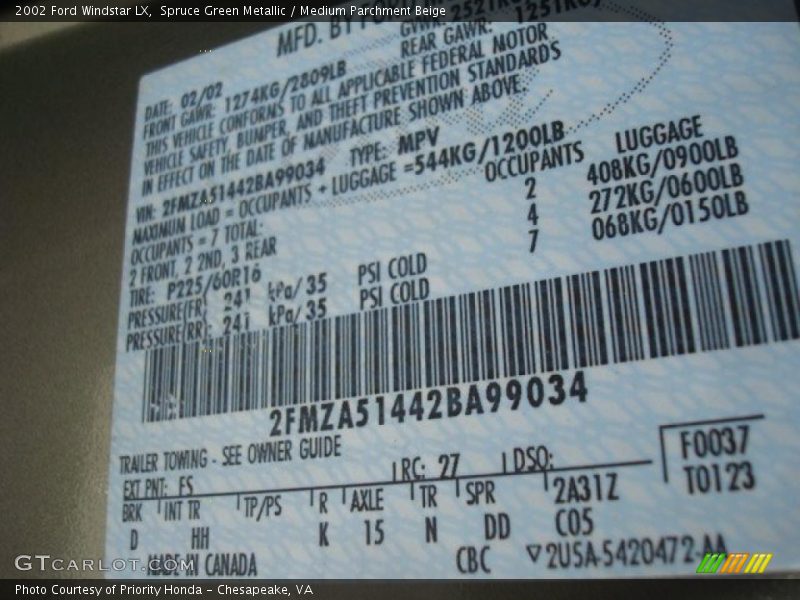 2002 Ford Windstar LX, Spruce Green Metallic / Medium Parchment Beige
MFD. BY
DATE: 02/02
FRONT GAWR: 1274KG/2809LB
REAR GAWR: 1251KG
THIS VEHICLE CONFORMS TO ALL APPLICABLE FEDERAL MOTOR
VEHICLE SAFETY, BUMPER, AND THEFT PREVENTION STANDARDS
IN EFFECT ON THE DATE OF MANUFACTURE SHOWN ABOVE.
VIN: 2FMZA51442BA99034 TYPE: MPV
MAXIMUN LOAD = OCCUPANTS + LUGGAGE =544KG/1200LB
OCCUPANTS = 7 TOTAL: OCCUPANTS LUGGAGE
2 FRONT, 2 2ND, 3 REAR 2 408KG/0900LB
4 272KG/0600LB
7 068KG/0150LB
TIRE: P225/60R16
PRESSURE(FR) 241 kPa/ 35 PSI COLD
PRESSURE(RR): 241 kPa/ 35 PSI COLD
2FMZA51442BA99034
TRAILER TOWING - SEE OWNER GUIDE
EXT PNT: FS RC: 27 DSO: F0037
T0123
BRK INT TR TP/PS R AXLE TR SPR 2A31Z
D HH K 15 N DD C05
MADE IN CANADA CBC ▽2U5A-5420472-AA
GTCARLOT.COM
Photo Courtesy of Priority Honda – Chesapeake, VA